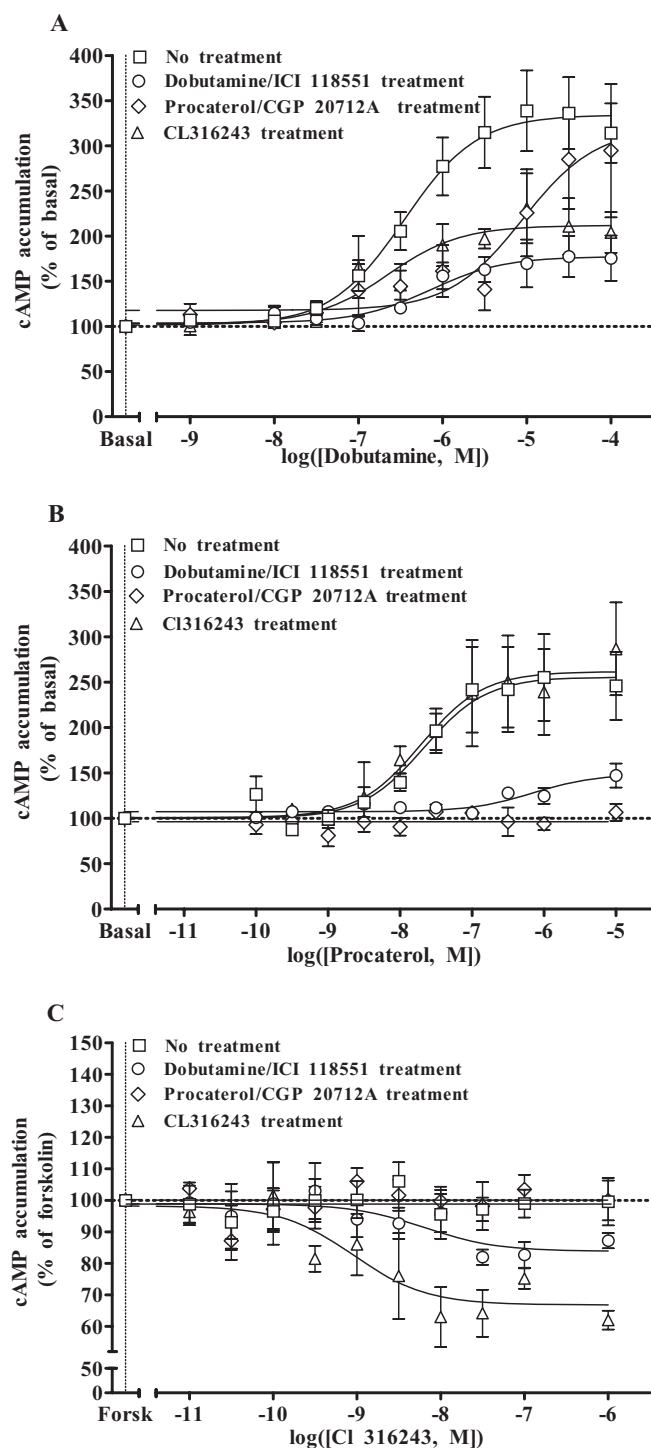 A
No treatment
Dobutamine/ICI 118551 treatment
Procaterol/CGP 20712A treatment
CL316243 treatment
cAMP accumulation
(% of basal)
400
350
300
250
200
150
100
50
0
Basal -9 -8 -7 -6 -5 -4
log([Dobutamine, M])
B
No treatment
Dobutamine/ICI 118551 treatment
Procaterol/CGP 20712A treatment
Cl316243 treatment
cAMP accumulation
(% of basal)
400
350
300
250
200
150
100
50
0
Basal -11 -10 -9 -8 -7 -6 -5
log([Procaterol, M])
C
No treatment
Dobutamine/ICI 118551 treatment
Procaterol/CGP 20712A treatment
CL316243 treatment
cAMP accumulation
(% of forskolin)
150
140
130
120
110
100
90
80
70
60
50
0
Forsk -11 -10 -9 -8 -7 -6
log([Cl 316243, M])